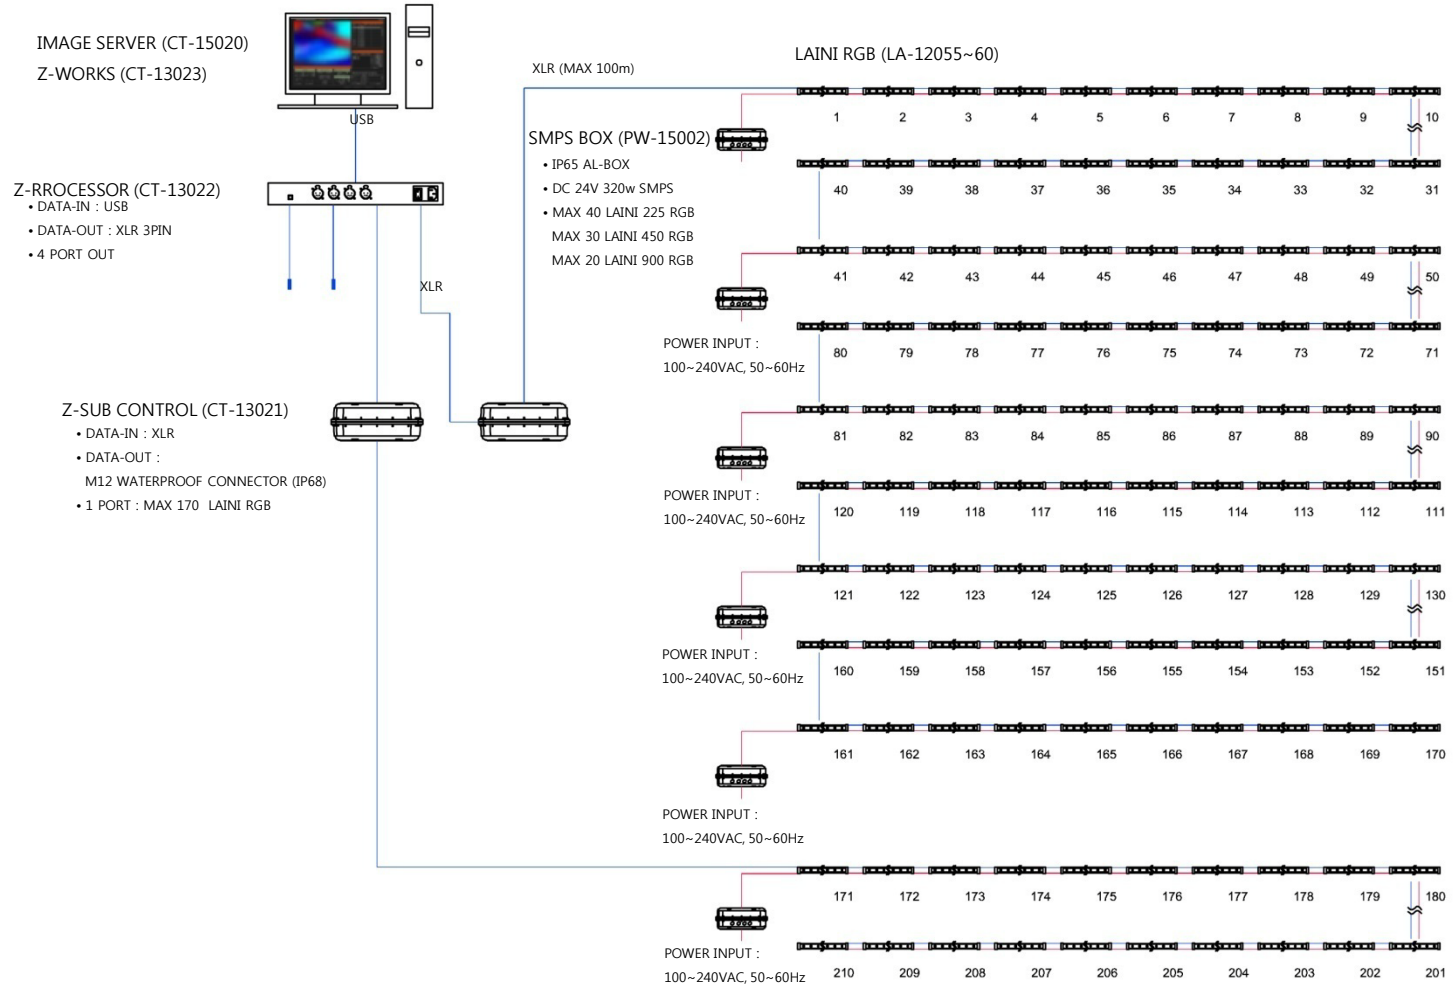 IMAGE SERVER (CT-15020)
Z-WORKS (CT-13023)
USB
Z-RROCESSOR (CT-13022)
• DATA-IN : USB
• DATA-OUT : XLR 3PIN
• 4 PORT OUT
XLR
Z-SUB CONTROL (CT-13021)
• DATA-IN : XLR
• DATA-OUT :
M12 WATERPROOF CONNECTOR (IP68)
• 1 PORT : MAX 170 LAINI RGB
XLR (MAX 100m)
SMPS BOX (PW-15002)
• IP65 AL-BOX
• DC 24V 320w SMPS
• MAX 40 LAINI 225 RGB
MAX 30 LAINI 450 RGB
MAX 20 LAINI 900 RGB
LAINI RGB (LA-12055~60)
1 2 3 4 5 6 7 8 9 10
40 39 38 37 36 35 34 33 32 31
41 42 43 44 45 46 47 48 49 50
POWER INPUT :
100~240VAC, 50~60Hz
80 79 78 77 76 75 74 73 72 71
81 82 83 84 85 86 87 88 89 90
POWER INPUT :
100~240VAC, 50~60Hz
120 119 118 117 116 115 114 113 112 111
121 122 123 124 125 126 127 128 129 130
POWER INPUT :
100~240VAC, 50~60Hz
160 159 158 157 156 155 154 153 152 151
161 162 163 164 165 166 167 168 169 170
POWER INPUT :
100~240VAC, 50~60Hz
171 172 173 174 175 176 177 178 179 180
POWER INPUT :
100~240VAC, 50~60Hz
210 209 208 207 206 205 204 203 202 201